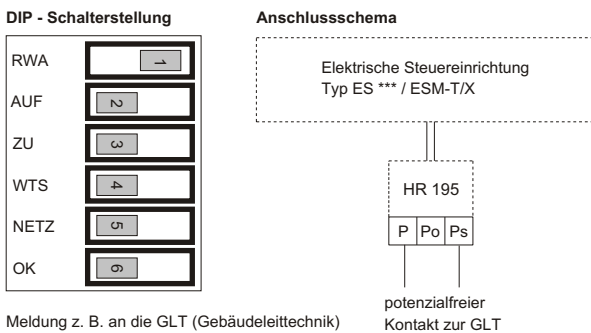 DIP - Schalterstellung
RWA 1
AUF 2
ZU 3
WTS 4
NETZ 5
OK 6
Meldung z. B. an die GLT (Gebäudeleittechnik)
Anschlussschema
Elektrische Steuereinrichtung
Typ ES *** / ESM-T/X
HR 195
P Po Ps
potenzialfreier
Kontakt zur GLT